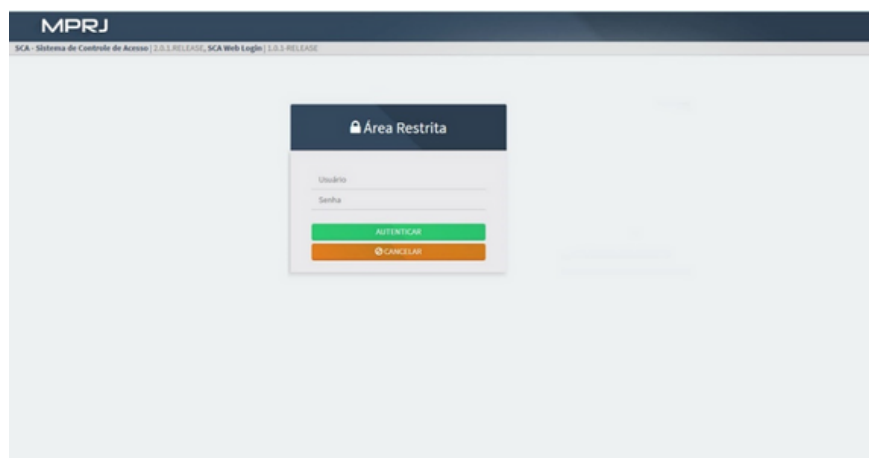 MPRJ
SCA - Sistema de Controle de Acesso | 2.0.1.RELEASE, SCA Web Login | 1.0.1-RELEASE
Área Restrita
Usuário
Senha
AUTENTICAR
CANCELAR